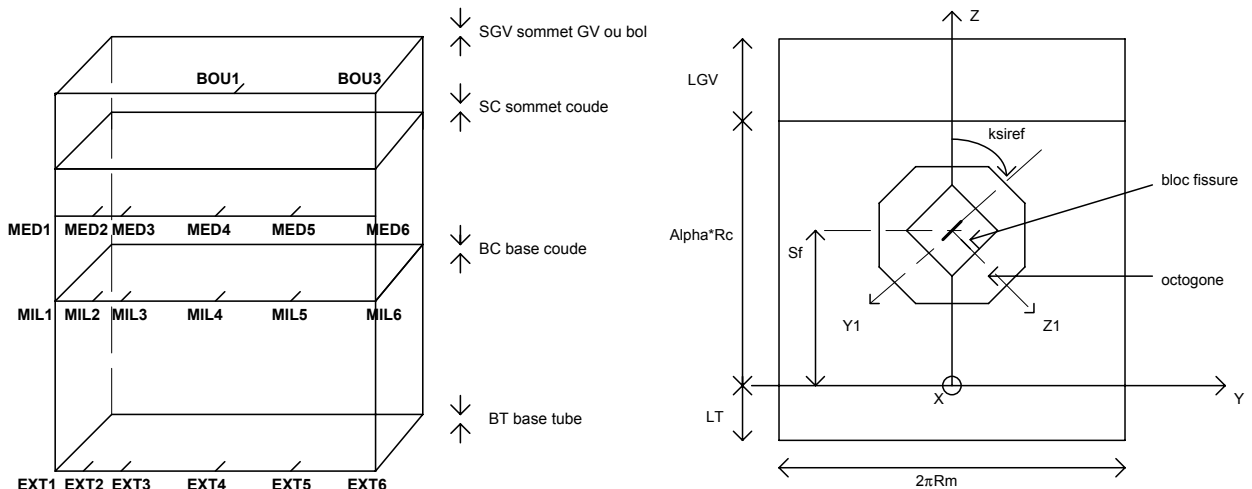 SGV sommet GV ou bol
BOU1 BOU3
SC sommet coude
MED1 MED2 MED3 MED4 MED5 MED6
BC base coude
MIL1 MIL2 MIL3 MIL4 MIL5 MIL6
BT base tube
EXT1 EXT2 EXT3 EXT4 EXT5 EXT6
Z
LGV
ksiref
bloc fissure
Alpha*Rc
Sf
octogone
Y1 Z1
X
Y
LT
2πRm